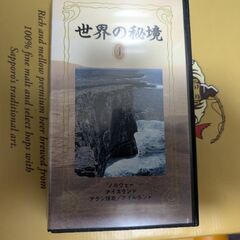 Rich and mellow premium beer brewed from
100% fine malt and select hops with
Sapporo's traditional art.
世界の秘境
ノルウェー
アイスランド
アラン諸島/アイルランド